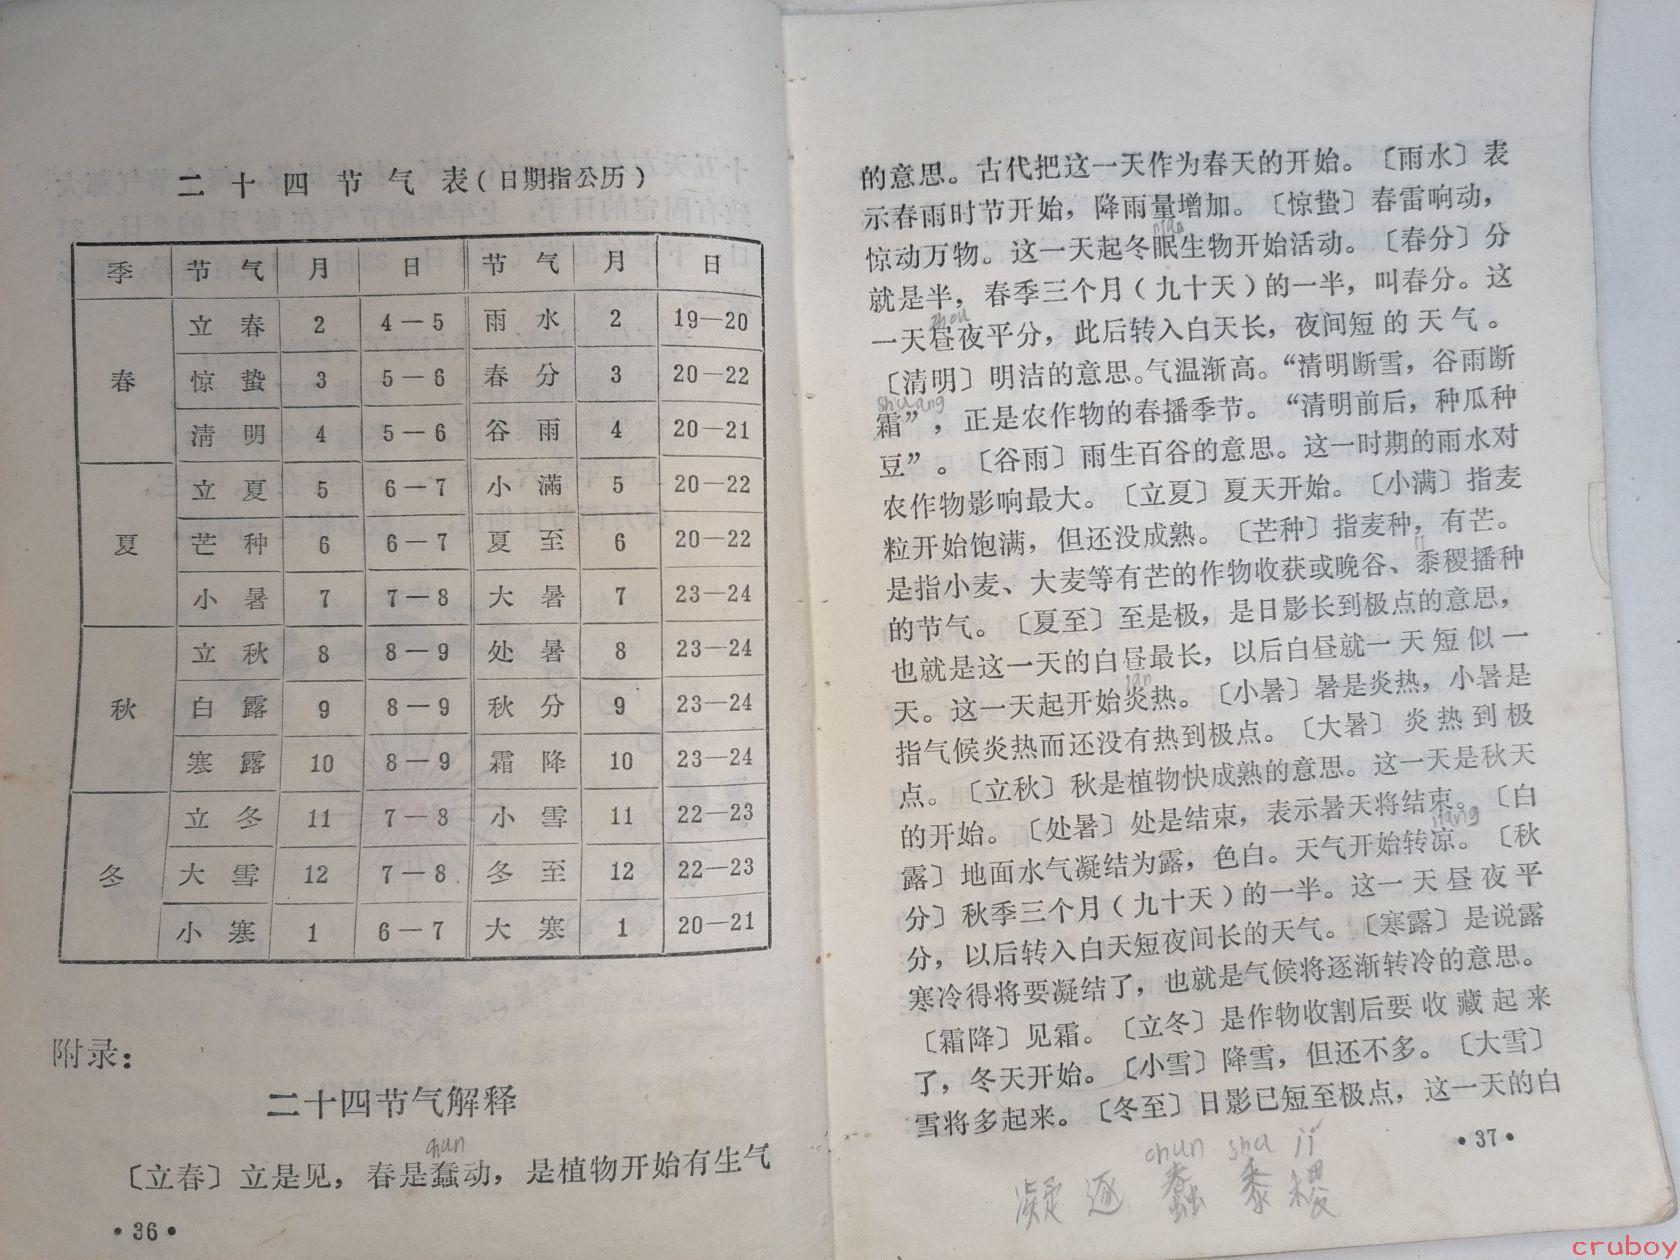 二十四节气表（日期指公历）
季 节气 月 日 节气 月 日
春 立春 2 4—5 雨水 2 19—20
惊蛰 3 5—6 春分 3 20—22
清明 4 5—6 谷雨 4 20—21
夏 立夏 5 6—7 小满 5 20—22
芒种 6 6—7 夏至 6 20—22
小暑 7 7—8 大暑 7 23—24
秋 立秋 8 8—9 处暑 8 23—24
白露 9 8—9 秋分 9 23—24
寒露 10 8—9 霜降 10 23—24
冬 立冬 11 7—8 小雪 11 22—23
大雪 12 7—8 冬至 12 22—23
小寒 1 6—7 大寒 1 20—21
附录：
二十四节气解释
chun
〔立春〕立是见，春是蠢动，是植物开始有生气
·36·
的意思。古代把这一天作为春天的开始。〔雨水〕表
示春雨时节开始，降雨量增加。〔惊蛰〕春雷响动，
mian
惊动万物。这一天起冬眠生物开始活动。〔春分〕分
就是半，春季三个月（九十天）的一半，叫春分。这
zhou
一天昼夜平分，此后转入白天长，夜间短的天气。
〔清明〕明洁的意思。气温渐高。“清明断雪，谷雨断
shuang
霜”，正是农作物的春播季节。“清明前后，种瓜种
豆”。〔谷雨〕雨生百谷的意思。这一时期的雨水对
农作物影响最大。〔立夏〕夏天开始。〔小满〕指麦
粒开始饱满，但还没成熟。〔芒种〕指麦种，有芒。
是指小麦、大麦等有芒的作物收获或晚谷、黍稷播种
的节气。〔夏至〕至是极，是日影长到极点的意思，
也就是这一天的白昼最长，以后白昼就一天短似一
天。这一天起开始炎热。〔小暑〕暑是炎热，小暑是
指气候炎热而还没有热到极点。〔大暑〕炎热到极
点。〔立秋〕秋是植物快成熟的意思。这一天是秋天
的开始。〔处暑〕处是结束，表示暑天将结束。〔白
liang
露〕地面水气凝结为露，色白。天气开始转凉。〔秋
分〕秋季三个月（九十天）的一半。这一天昼夜平
分，以后转入白天短夜间长的天气。〔寒露〕是说露
寒冷得将要凝结了，也就是气候将逐渐转冷的意思。
〔霜降〕见霜。〔立冬〕是作物收割后要收藏起来
了，冬天开始。〔小雪〕降雪，但还不多。〔大雪〕
雪将多起来。〔冬至〕日影已短至极点，这一天的白
·37·
chun shu ji
凝 逐 蠢 黍 稷
cruboy